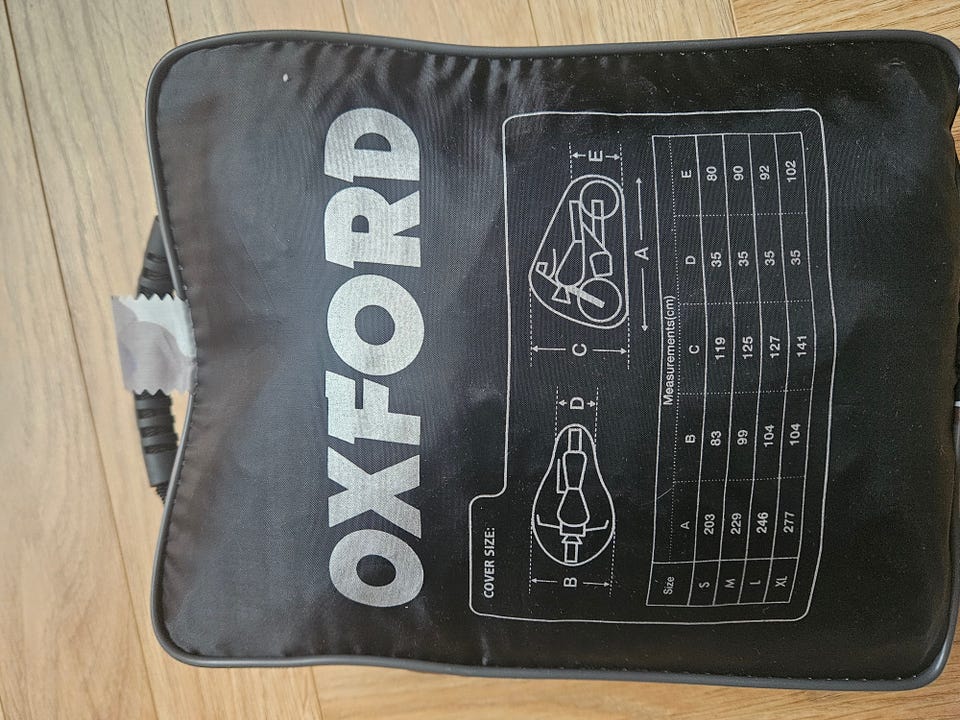 OXFORD
COVER SIZE:
B D C E
A
Measurements(cm)
Size A B C D E
S 203 83 119 35 80
M 229 99 125 35 90
L 246 104 127 35 92
XL 277 104 141 35 102